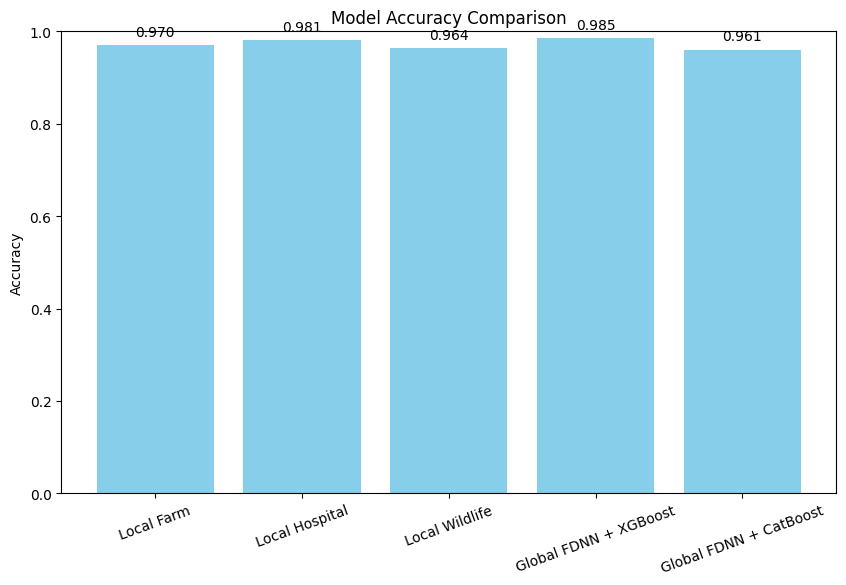 Model Accuracy Comparison
0.970
0.981
0.964
0.985
0.961
Accuracy
1.0
0.8
0.6
0.4
0.2
0.0
Local Farm
Local Hospital
Local Wildlife
Global FDNN + XGBoost
Global FDNN + CatBoost